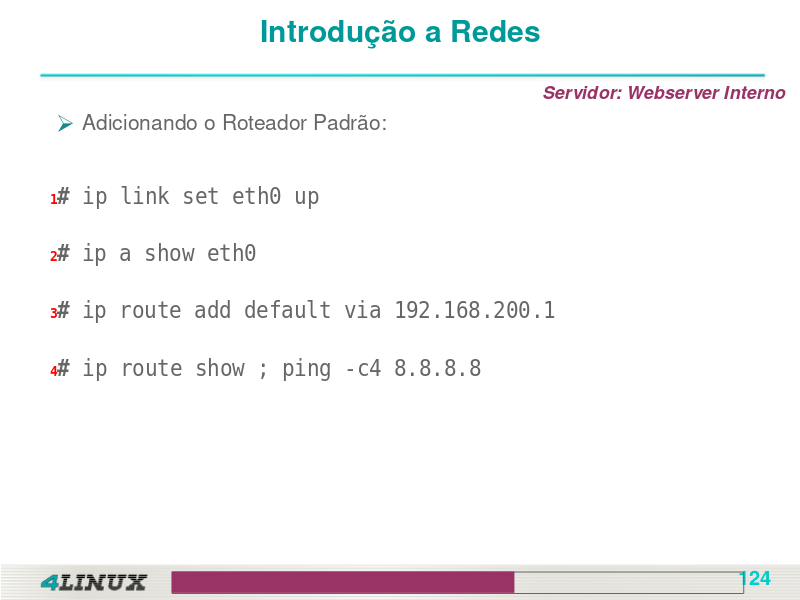 Introdução a Redes
Servidor: Webserver Interno
Adicionando o Roteador Padrão:
1# ip link set eth0 up
2# ip a show eth0
3# ip route add default via 192.168.200.1
4# ip route show ; ping -c4 8.8.8.8
4LINUX
124